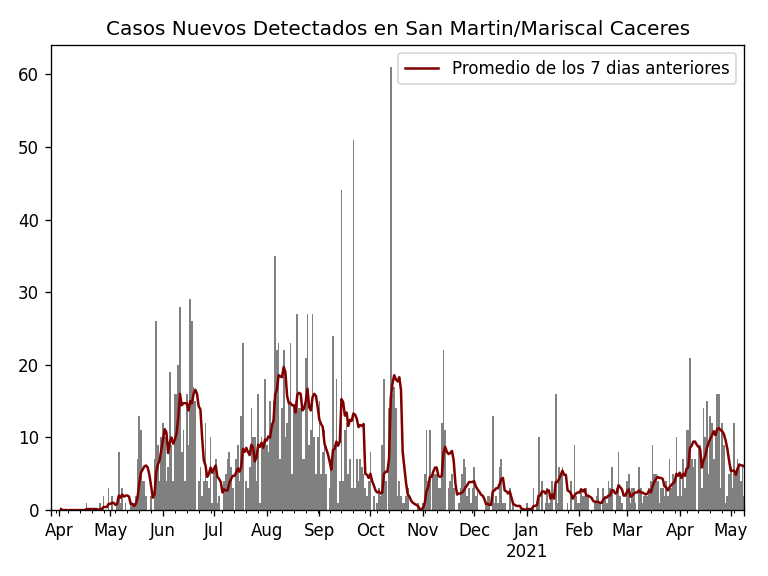 Casos Nuevos Detectados en San Martin/Mariscal Caceres
Promedio de los 7 dias anteriores
60
50
40
30
20
10
0
Apr May Jun Jul Aug Sep Oct Nov Dec Jan Feb Mar Apr May
2021